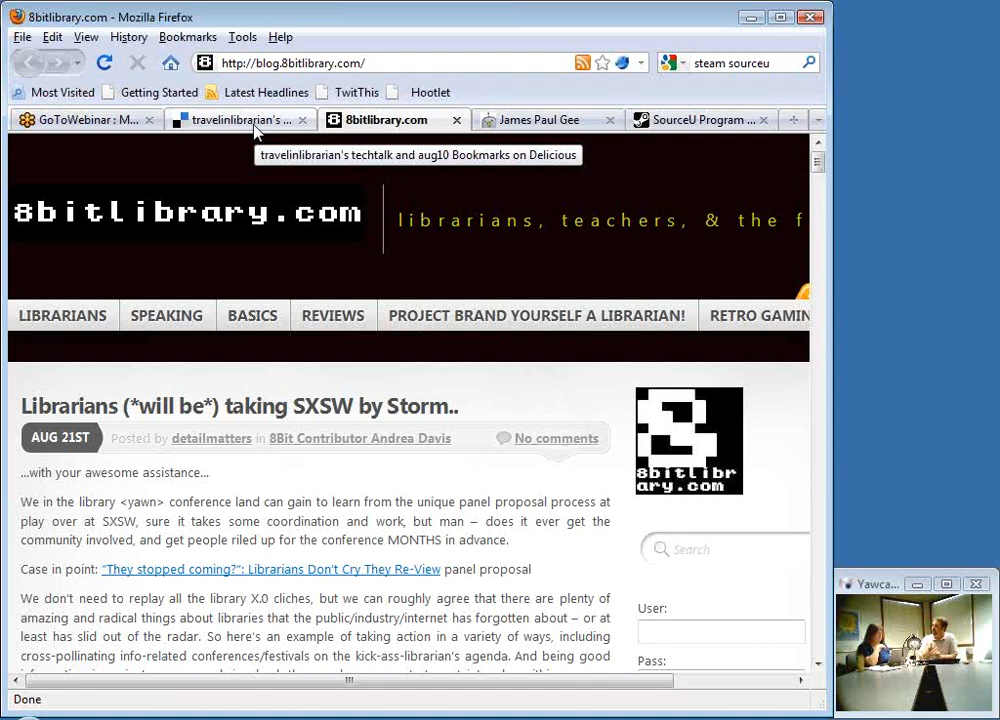 8bitlibrary.com - Mozilla Firefox
File Edit View History Bookmarks Tools Help
http://blog.8bitlibrary.com/
steam sourceu
Most Visited Getting Started Latest Headlines TwitThis Hootlet
GoToWebinar : M... travelinlibrarian's ... 8bitlibrary.com James Paul Gee SourceU Program ...
travelinlibrarian's techtalk and aug10 Bookmarks on Delicious
8bitlibrary.com
librarians, teachers, & the f
LIBRARIANS SPEAKING BASICS REVIEWS PROJECT BRAND YOURSELF A LIBRARIAN! RETRO GAMIN
Librarians (*will be*) taking SXSW by Storm..
AUG 21ST Posted by detailmatters in 8Bit Contributor Andrea Davis No comments
...with your awesome assistance...
We in the library <yawn> conference land can gain to learn from the unique panel proposal process at
play over at SXSW, sure it takes some coordination and work, but man – does it ever get the
community involved, and get people riled up for the conference MONTHS in advance.
Case in point: "They stopped coming?": Librarians Don't Cry They Re-View panel proposal
We don't need to replay all the library X.0 cliches, but we can roughly agree that there are plenty of
amazing and radical things about libraries that the public/industry/internet has forgotten about – or at
least has slid out of the radar. So here's an example of taking action in a variety of ways, including
cross-pollinating info-related conferences/festivals on the kick-ass-librarian's agenda. And being good
8bitlibr
ary.com
Search
User:
Pass:
Done
Yawca...